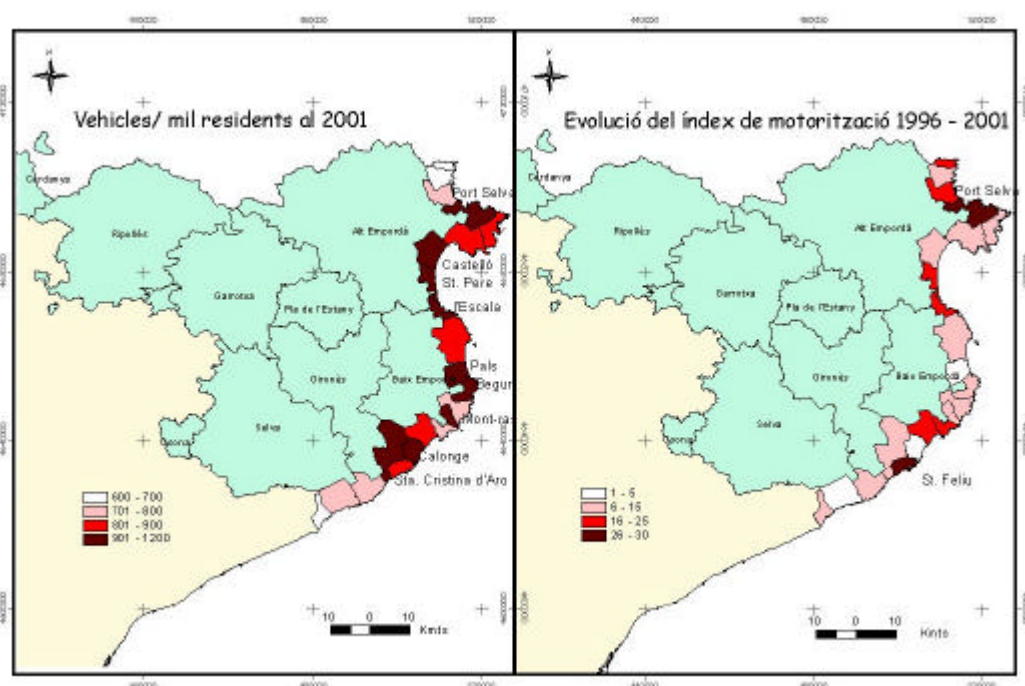 Vehicles/ mil residents al 2001
Cerdanya
Port Selva
Ripollès
Alt Empordà
Castelló
St. Pere
Garrotxa
l'Escala
Pla de l'Estany
Pals
Gironès
Baix Empordà
Begur
Mont-ras
Selva
Osona
Calonge
Sta. Cristina d'Aro
600 - 700
701 - 800
801 - 900
901 - 1200
10 0 10
Kmts
Evolució del índex de motorització 1996 - 2001
Cerdanya
Port Selva
Ripollès
Alt Empordà
Garrotxa
Pla de l'Estany
Gironès
Baix Empordà
Selva
Osona
St. Feliu
1 - 5
6 - 15
16 - 25
26 - 30
10 0 10
Kmts